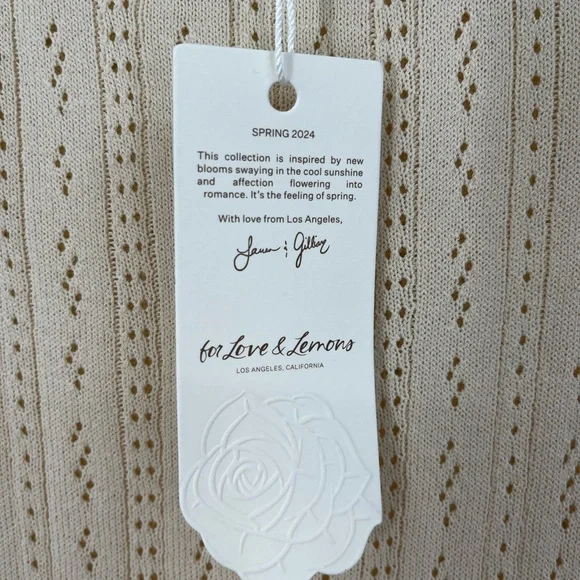 SPRING 2024
This collection is inspired by new
blooms swaying in the cool sunshine
and affection flowering into
romance. It's the feeling of spring.
With love from Los Angeles,
for Love & Lemons
LOS ANGELES, CALIFORNIA